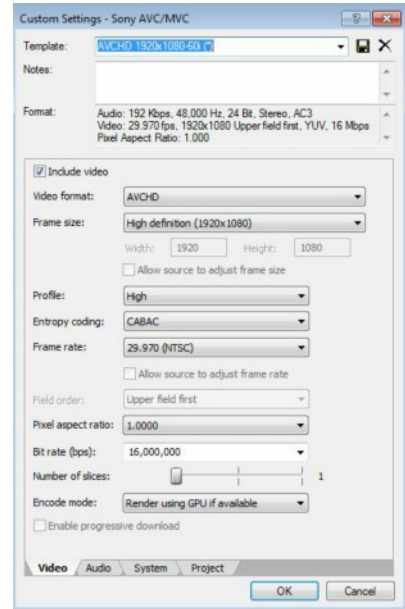 Custom Settings - Sony AVC/MVC
Template: AVCHD 1920x1080-60i (*)
Notes:
Format: Audio: 192 Kbps, 48,000 Hz, 24 Bit, Stereo, AC3
Video: 29.970 fps, 1920x1080 Upper field first, YUV, 16 Mbps
Pixel Aspect Ratio: 1.000
Include video
Video format: AVCHD
Frame size: High definition (1920x1080)
Width: 1920 Height: 1080
Allow source to adjust frame size
Profile: High
Entropy coding: CABAC
Frame rate: 29.970 (NTSC)
Allow source to adjust frame rate
Field order: Upper field first
Pixel aspect ratio: 1.0000
Bit rate (bps): 16,000,000
Number of slices: 1
Encode mode: Render using GPU if available
Enable progressive download
Video Audio System Project
OK Cancel